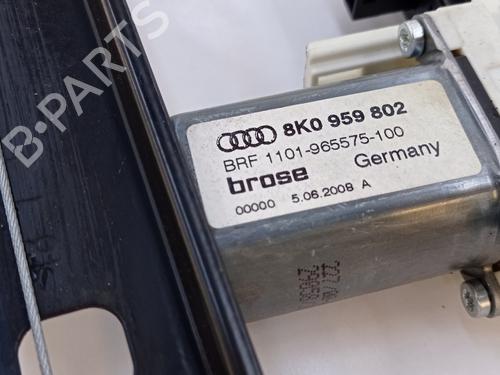 B-PARTS
8K0 959 802
BRF 1101-965575-100
brose Germany
00000 5.06.2008 A